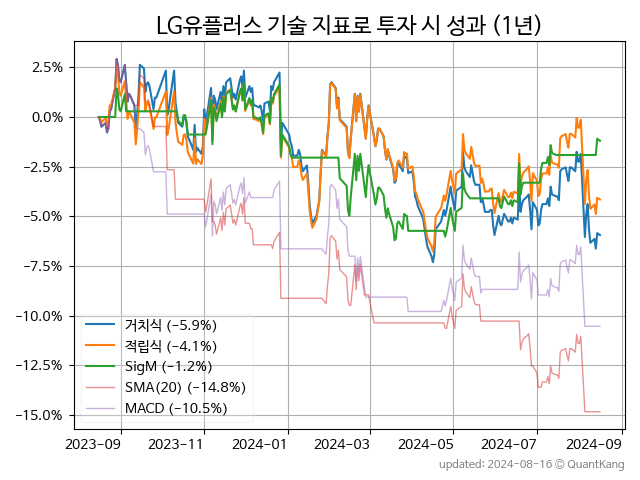 LG유플러스 기술 지표로 투자 시 성과 (1년)
2.5%
0.0%
−2.5%
−5.0%
−7.5%
−10.0%
−12.5%
−15.0%
거치식 (−5.9%)
적립식 (−4.1%)
SigM (−1.2%)
SMA(20) (−14.8%)
MACD (−10.5%)
2023-09 2023-11 2024-01 2024-03 2024-05 2024-07 2024-09
updated: 2024-08-16 © QuantKang